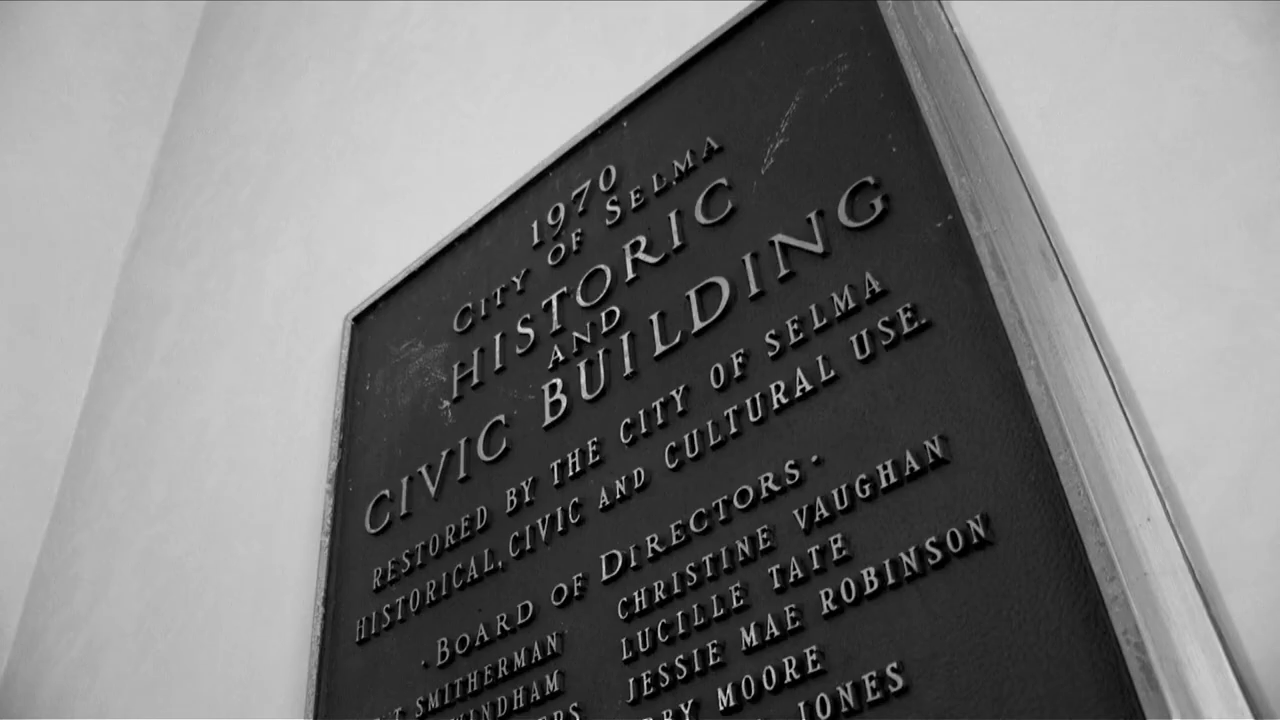 1970
CITY OF SELMA
HISTORIC
AND
CIVIC BUILDING
RESTORED BY THE CITY OF SELMA
HISTORICAL, CIVIC AND CULTURAL USE.
· BOARD OF DIRECTORS ·
SMITHERMAN CHRISTINE VAUGHAN
LUCILLE TATE
JESSIE MAE ROBINSON
MOORE
JONES